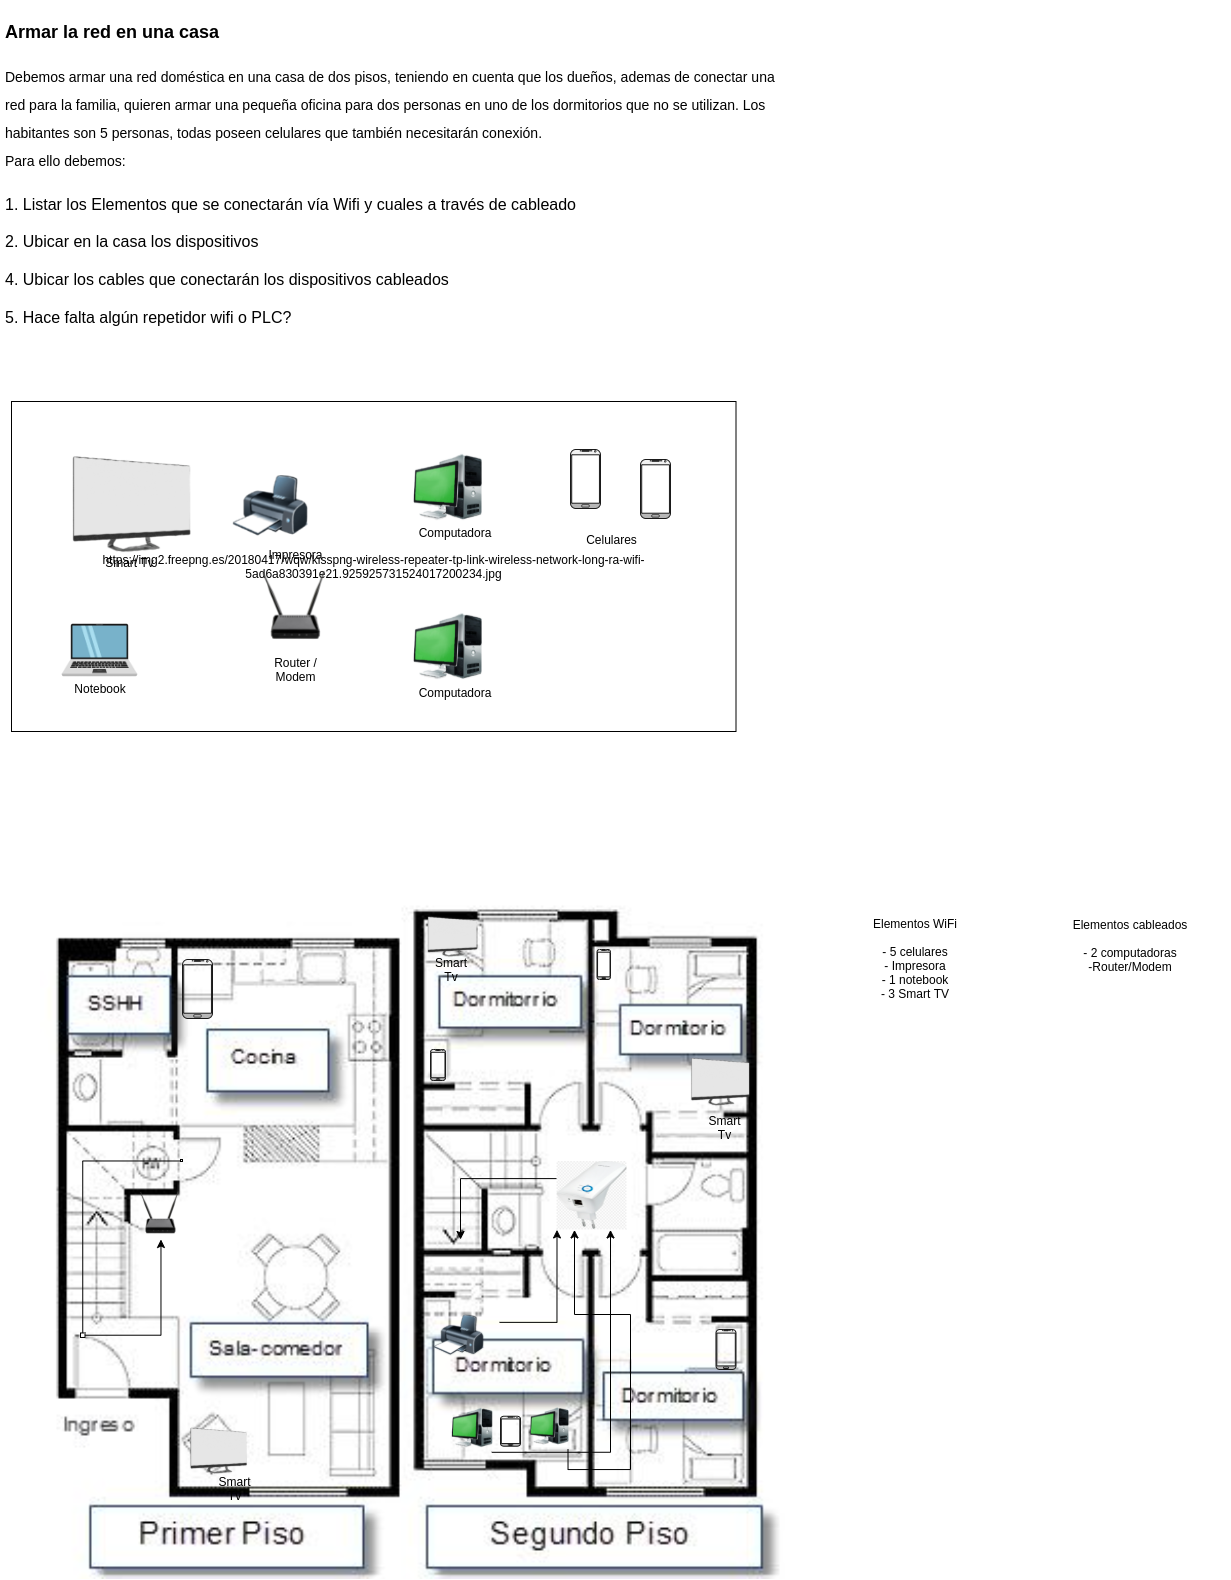 Armar la red en una casa
Debemos armar una red doméstica en una casa de dos pisos, teniendo en cuenta que los dueños, ademas de conectar una
red para la familia, quieren armar una pequeña oficina para dos personas en uno de los dormitorios que no se utilizan. Los
habitantes son 5 personas, todas poseen celulares que también necesitarán conexión.
Para ello debemos:
1. Listar los Elementos que se conectarán vía Wifi y cuales a través de cableado
2. Ubicar en la casa los dispositivos
4. Ubicar los cables que conectarán los dispositivos cableados
5. Hace falta algún repetidor wifi o PLC?
Computadora
Celulares
Impresora
Smart Tv
https://img2.freepng.es/20180417/wqw/kisspng-wireless-repeater-tp-link-wireless-network-long-ra-wifi-
5ad6a830391e21.925925731524017200234.jpg
Router /
Modem
Notebook
Computadora
Elementos WiFi
- 5 celulares
- Impresora
- 1 notebook
- 3 Smart TV
Elementos cableados
- 2 computadoras
-Router/Modem
SSHH
Cocina
Sala-comedor
Ingreso
Smart
Tv
Primer Piso
Smart
Tv
Dormitorrio
Dormitorio
Smart
Tv
Dormitorio
Dormitorio
Segundo Piso